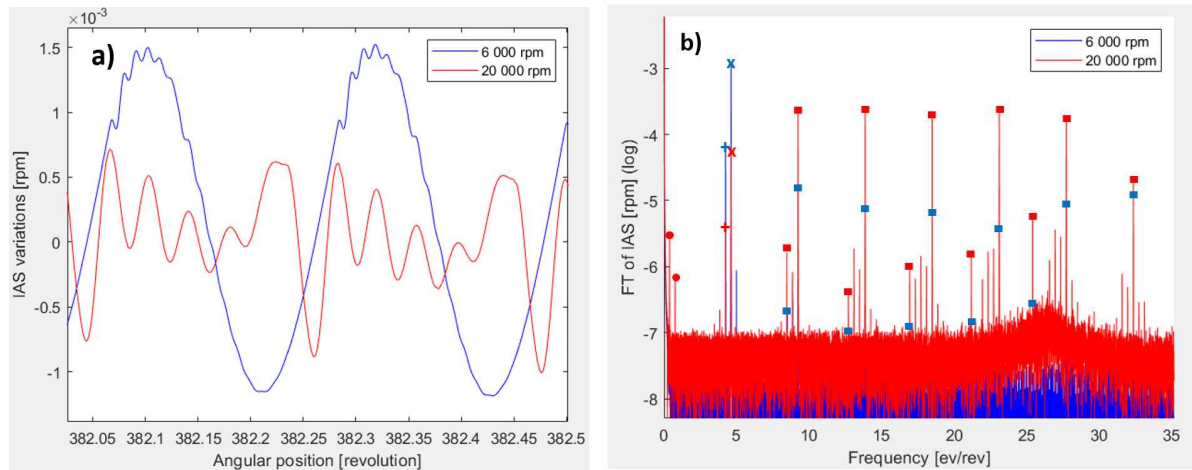 ×10⁻³
a)
6 000 rpm
20 000 rpm
1.5
1
0.5
0
-0.5
-1
IAS variations [rpm]
382.05 382.1 382.15 382.2 382.25 382.3 382.35 382.4 382.45 382.5
Angular position [revolution]
b)
6 000 rpm
20 000 rpm
-3
-4
-5
-6
-7
-8
FT of IAS [rpm] (log)
0 5 10 15 20 25 30 35
Frequency [ev/rev]